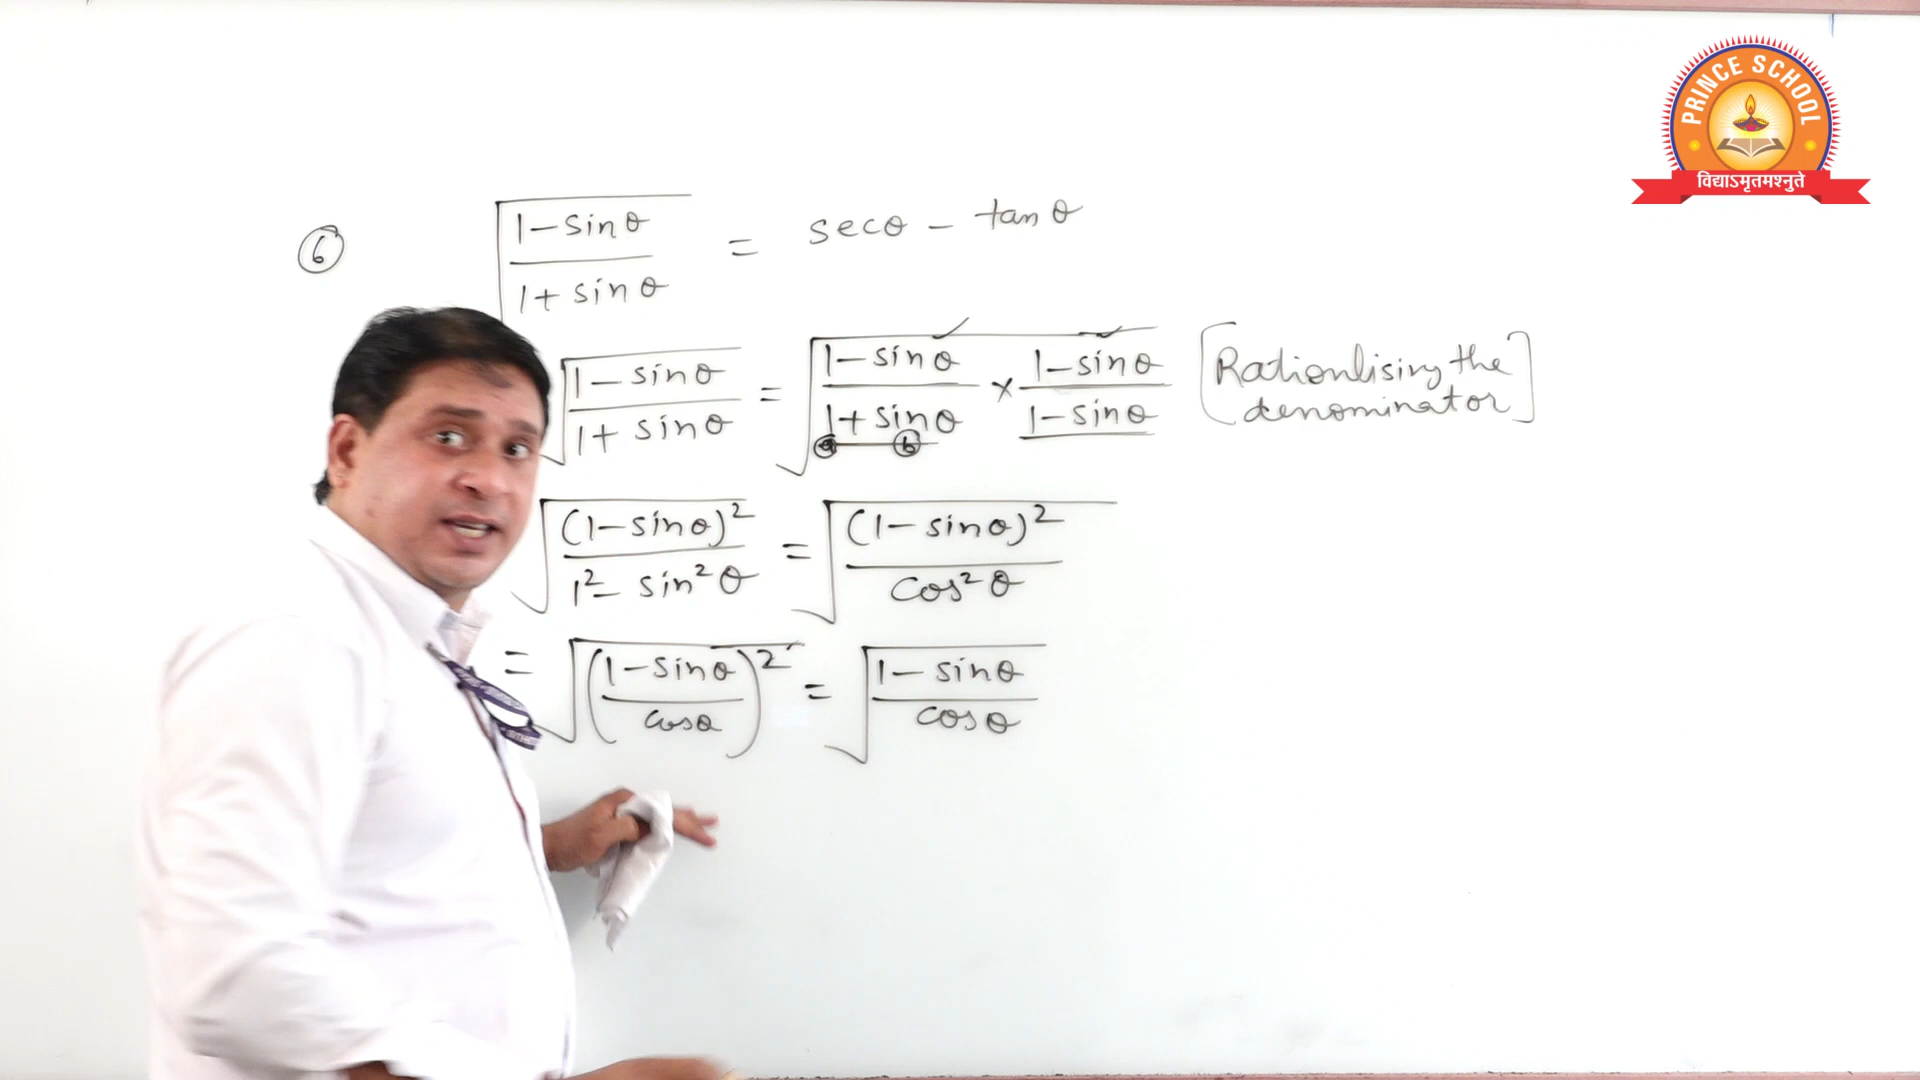 PRINCE SCHOOL
विद्याऽमृतमश्नुते
⑥ √((1-sinθ)/(1+sinθ)) = secθ - tanθ
√((1-sinθ)/(1+sinθ)) = √((1-sinθ)/(1+sinθ) × (1-sinθ)/(1-sinθ)) [Rationlising the
denominator]
ⓐ ⓑ
√((1-sinθ)²/(1²-sin²θ)) = √((1-sinθ)²/cos²θ)
= √(((1-sinθ)/cosθ)²) = √((1-sinθ)/cosθ)